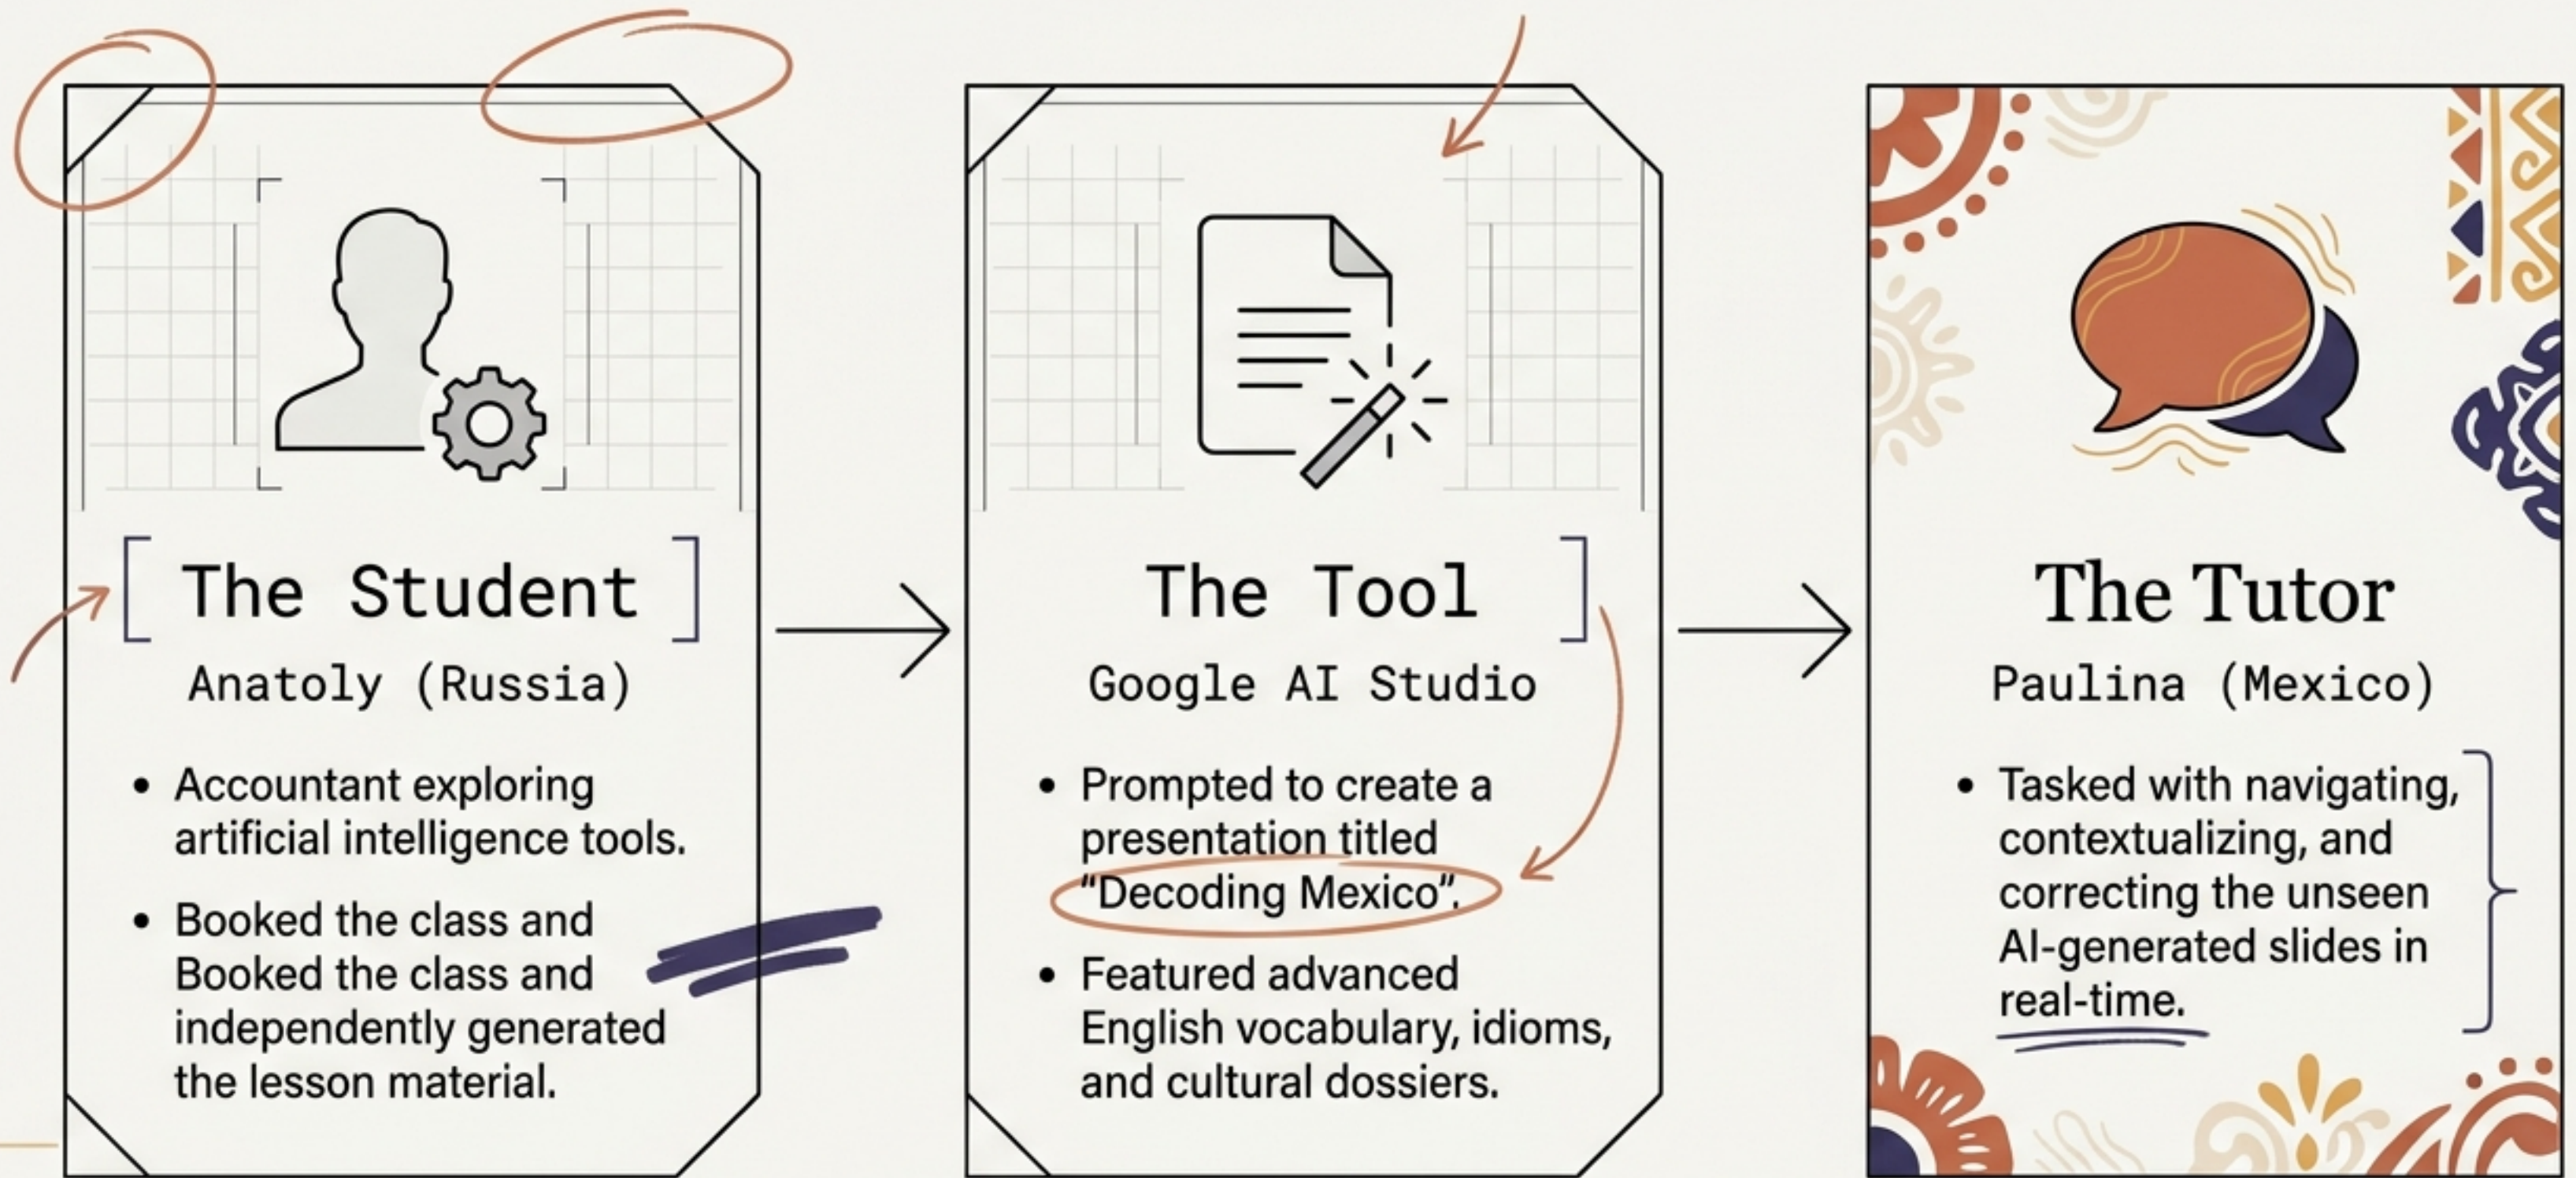 The Student
Anatoly (Russia)
• Accountant exploring
artificial intelligence tools.
• Booked the class and
Booked the class and
independently generated
the lesson material.
The Tool
Google AI Studio
• Prompted to create a
presentation titled
“Decoding Mexico”.
• Featured advanced
English vocabulary, idioms,
and cultural dossiers.
The Tutor
Paulina (Mexico)
• Tasked with navigating,
contextualizing, and
correcting the unseen
AI-generated slides in
real-time.